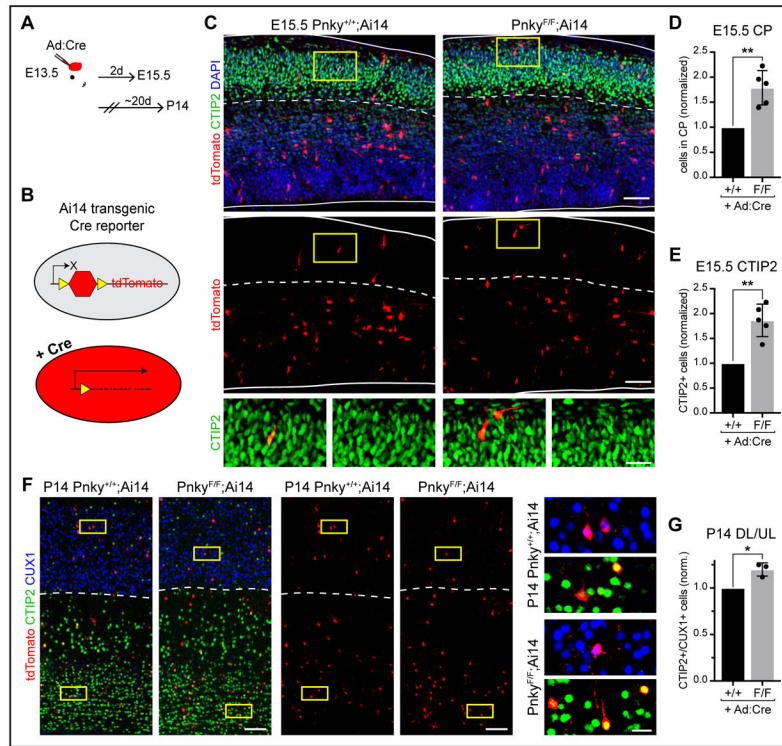 A
Ad:Cre
E13.5
2d
E15.5
~20d
P14
B
Ai14 transgenic
Cre reporter
X
tdTomato
+ Cre
C
E15.5 Pnky+/+;Ai14
PnkyF/F;Ai14
tdTomato CTIP2 DAPI
tdTomato
CTIP2
D
E15.5 CP
**
cells in CP (normalized)
2.5
2.0
1.5
1.0
0.5
0.0
+/+ F/F
+ Ad:Cre
E
E15.5 CTIP2
**
CTIP2+ cells (normalized)
2.5
2.0
1.5
1.0
0.5
0.0
+/+ F/F
+ Ad:Cre
F
P14 Pnky+/+;Ai14
PnkyF/F;Ai14
P14 Pnky+/+;Ai14
PnkyF/F;Ai14
tdTomato CTIP2 CUX1
P14 Pnky+/+;Ai14
PnkyF/F;Ai14
G
P14 DL/UL
*
CTIP2+/CUX1+ cells (norm.)
1.0
0.5
0.0
+/+ F/F
+ Ad:Cre